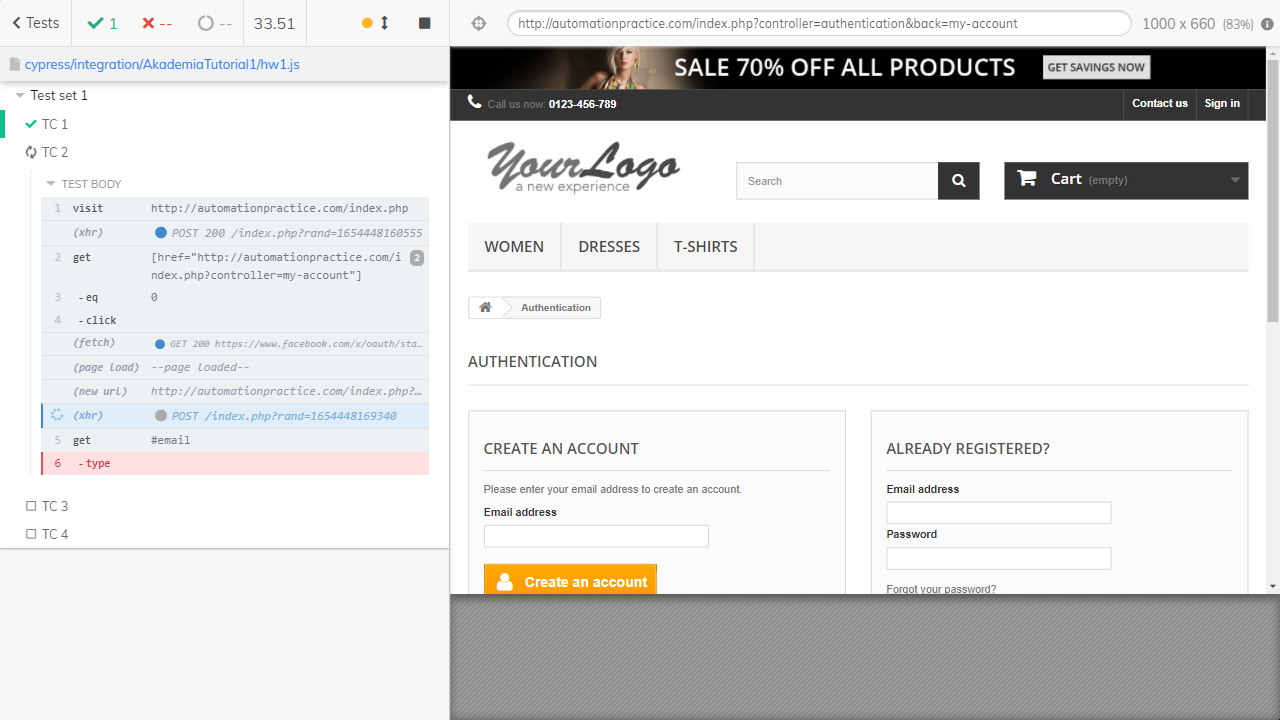 Tests
1
--
--
33.51
http://automationpractice.com/index.php?controller=authentication&back=my-account
1000 x 660 (83%)
cypress/integration/AkademiaTutorial1/hw1.js
Test set 1
TC 1
TC 2
TEST BODY
1 visit http://automationpractice.com/index.php
(xhr) POST 200 /index.php?rand=1654448160555
2 get [href="http://automationpractice.com/i
ndex.php?controller=my-account"] 2
3 -eq 0
4 -click
(fetch) GET 200 https://www.facebook.com/x/oauth/sta…
(page load) --page loaded--
(new url) http://automationpractice.com/index.php?…
(xhr) POST /index.php?rand=1654448169340
5 get #email
6 -type
TC 3
TC 4
SALE 70% OFF ALL PRODUCTS GET SAVINGS NOW
Call us now: 0123-456-789 Contact us Sign in
YourLogo
a new experience
Search
Cart (empty)
WOMEN DRESSES T-SHIRTS
Authentication
AUTHENTICATION
CREATE AN ACCOUNT
Please enter your email address to create an account.
Email address
Create an account
ALREADY REGISTERED?
Email address
Password
Forgot your password?